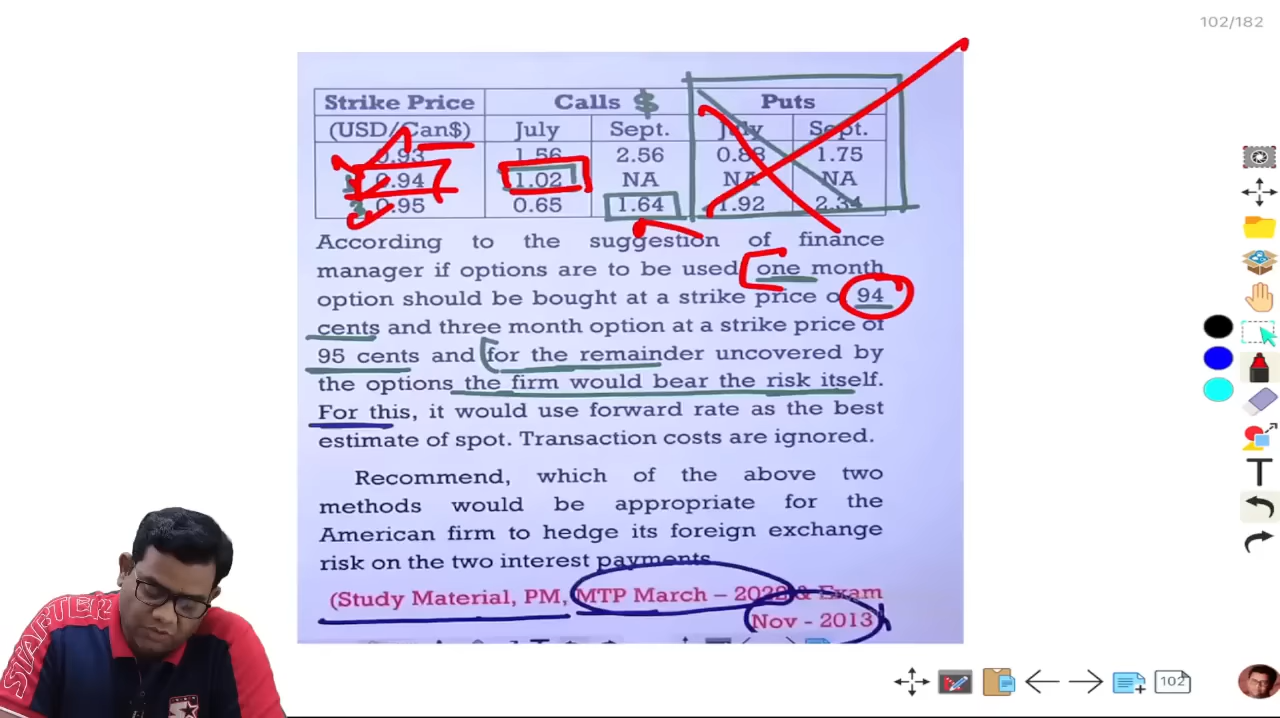 102/182
Strike Price Calls $ Puts
(USD/Can$) July Sept. July Sept.
0.93 1.56 2.56 0.88 1.75
0.94 1.02 NA NA NA
0.95 0.65 1.64 1.92 2.34
According to the suggestion of finance
manager if options are to be used one month
option should be bought at a strike price of 94
cents and three month option at a strike price of
95 cents and for the remainder uncovered by
the options the firm would bear the risk itself.
For this, it would use forward rate as the best
estimate of spot. Transaction costs are ignored.
Recommend, which of the above two
methods would be appropriate for the
American firm to hedge its foreign exchange
risk on the two interest payments.
(Study Material, PM, MTP March – & Exam
Nov - 2013)
STARTER
T
102